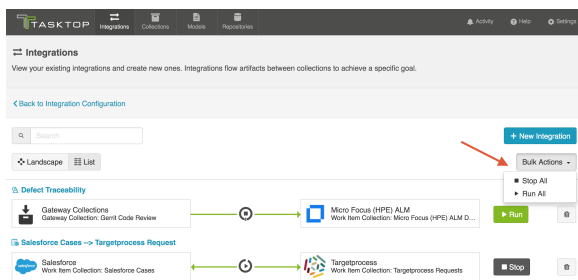 TASKTOP
Integrations
Collections
Models
Repositories
Activity
Help
Settings
Integrations
View your existing integrations and create new ones. Integrations flow artifacts between collections to achieve a specific goal.
Back to Integration Configuration
Search
+ New Integration
Landscape
List
Bulk Actions
Stop All
Run All
Defect Traceability
Gateway Collections
Gateway Collection: Gerrit Code Review
Micro Focus (HPE) ALM
Work Item Collection: Micro Focus (HPE) ALM D...
Run
Salesforce Cases --> Targetprocess Request
salesforce
Salesforce
Work Item Collection: Salesforce Cases
Targetprocess
Work Item Collection: Targetprocess Requests
Stop